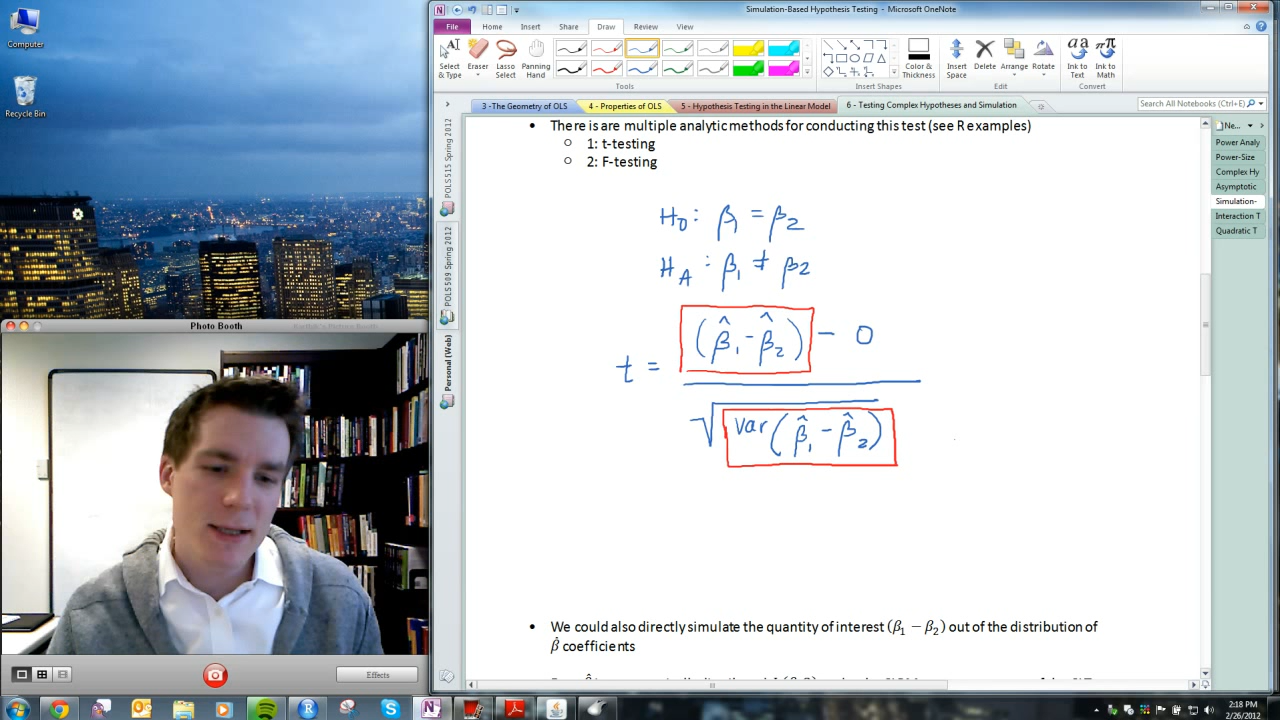 Simulation-Based Hypothesis Testing - Microsoft OneNote
File Home Insert Share Draw Review View
Select & Type Eraser Lasso Select Panning Hand Color & Thickness Insert Space Delete Arrange Rotate Ink to Text Ink to Math
Tools Insert Shapes Edit Convert
3 -The Geometry of OLS 4 - Properties of OLS 5 - Hypothesis Testing in the Linear Model 6 - Testing Complex Hypotheses and Simulation Search All Notebooks (Ctrl+E)
Computer
Recycle Bin
POLS 515 Spring 2012
POLS 509 Spring 2012
Personal (Web)
• There is are multiple analytic methods for conducting this test (see R examples)
○ 1: t-testing
○ 2: F-testing
H₀: β₁ = β₂
H_A: β₁ ≠ β₂
(β̂₁ - β̂₂) - 0
t =
√var(β̂₁ - β̂₂)
• We could also directly simulate the quantity of interest (β₁ − β₂) out of the distribution of
β̂ coefficients
Ne...
Power Analy
Power-Size
Complex Hy
Asymptotic
Simulation-
Interaction T
Quadratic T
Photo Booth
Effects
2:18 PM
2/26/2012